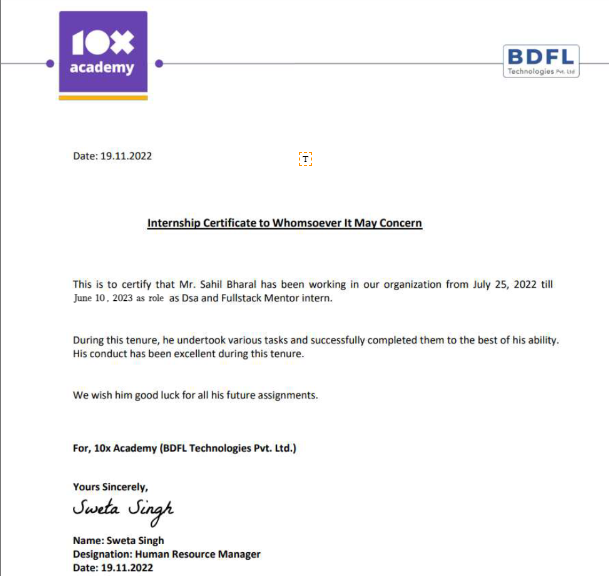 10x
academy
BDFL
Technologies Pvt. Ltd
Date: 19.11.2022
T
Internship Certificate to Whomsoever It May Concern
This is to certify that Mr. Sahil Bharal has been working in our organization from July 25, 2022 till
June 10 , 2023 as role as Dsa and Fullstack Mentor intern.
During this tenure, he undertook various tasks and successfully completed them to the best of his ability.
His conduct has been excellent during this tenure.
We wish him good luck for all his future assignments.
For, 10x Academy (BDFL Technologies Pvt. Ltd.)
Yours Sincerely,
Sweta Singh
Name: Sweta Singh
Designation: Human Resource Manager
Date: 19.11.2022